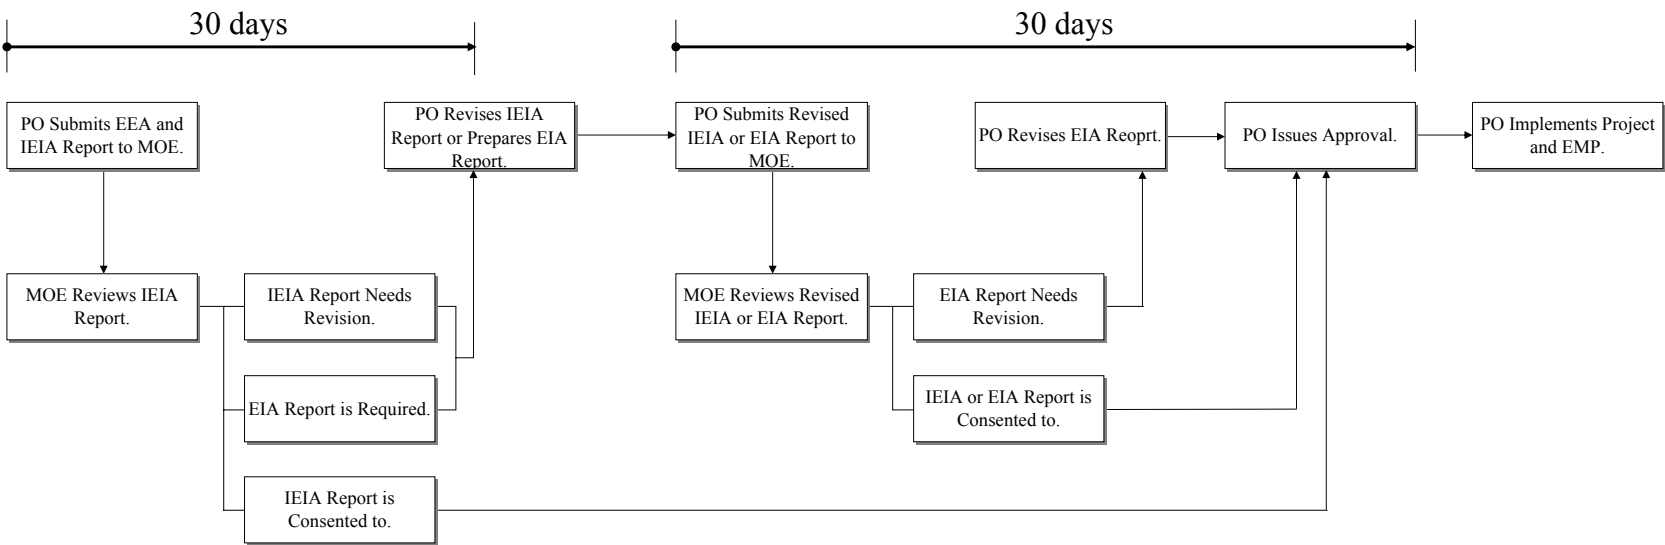 30 days
30 days
PO Submits EEA and
IEIA Report to MOE.
PO Revises IEIA
Report or Prepares EIA
Report.
PO Submits Revised
IEIA or EIA Report to
MOE.
PO Revises EIA Reoprt.
PO Issues Approval.
PO Implements Project
and EMP.
MOE Reviews IEIA
Report.
IEIA Report Needs
Revision.
MOE Reviews Revised
IEIA or EIA Report.
EIA Report Needs
Revision.
EIA Report is Required.
IEIA or EIA Report is
Consented to.
IEIA Report is
Consented to.